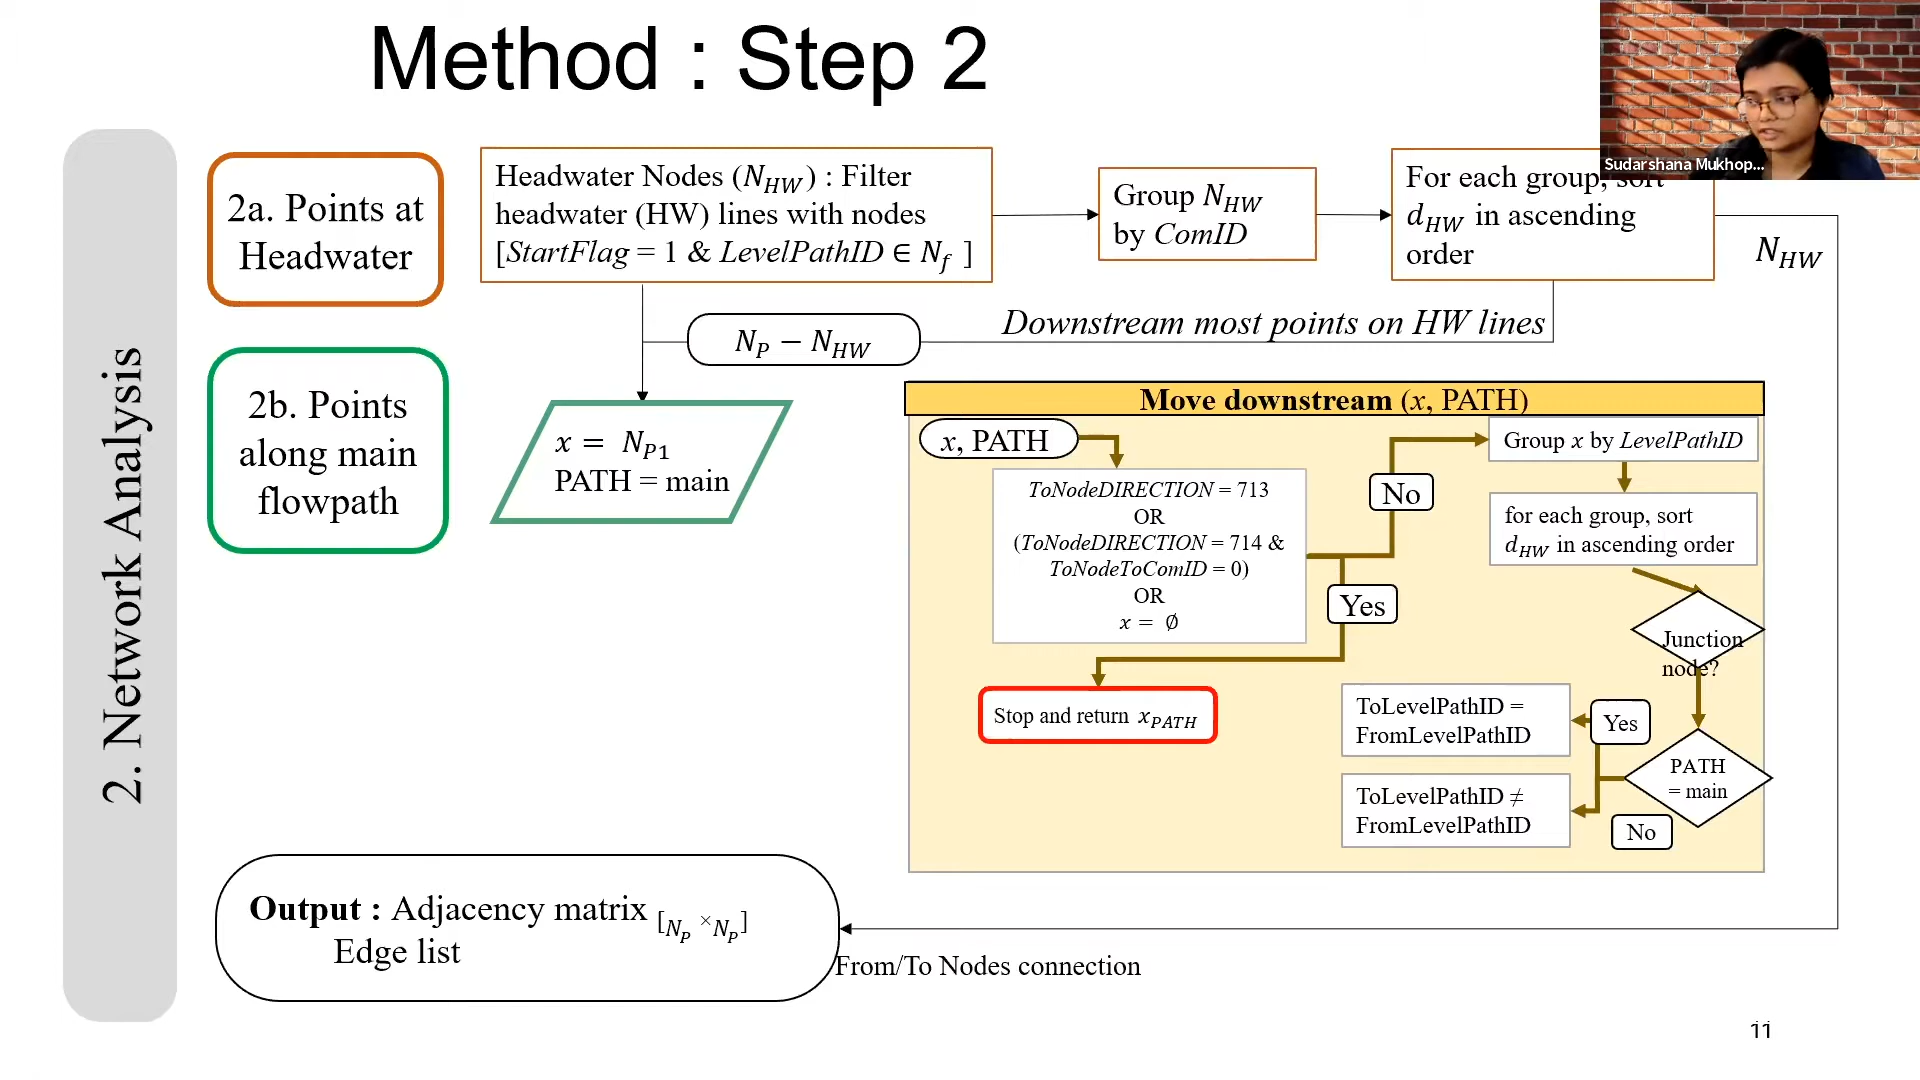 Method : Step 2
Sudarshana Mukhop...
2. Network Analysis
2a. Points at
Headwater
Headwater Nodes (N_HW) : Filter
headwater (HW) lines with nodes
[StartFlag = 1 & LevelPathID ∈ N_f ]
Group N_HW
by ComID
For each group, sort
d_HW in ascending
order
N_HW
N_P − N_HW
Downstream most points on HW lines
2b. Points
along main
flowpath
x = N_P1
PATH = main
Move downstream (x, PATH)
x, PATH
ToNodeDIRECTION = 713
OR
(ToNodeDIRECTION = 714 &
ToNodeToComID = 0)
OR
x = ∅
No
Yes
Stop and return x_PATH
Group x by LevelPathID
for each group, sort
d_HW in ascending order
Junction
node?
PATH
= main
Yes
No
ToLevelPathID =
FromLevelPathID
ToLevelPathID ≠
FromLevelPathID
Output : Adjacency matrix [N_P × N_P]
Edge list
From/To Nodes connection
11